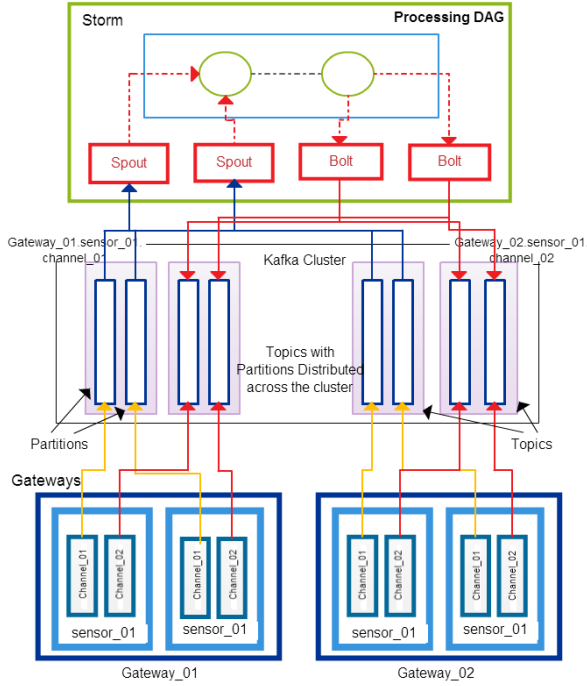 Storm
Processing DAG
Spout
Spout
Bolt
Bolt
Gateway_01.sensor_01.
channel_01
Gateway_02.sensor_01
channel_02
Kafka Cluster
Topics with
Partitions Distributed
across the cluster
Partitions
Topics
Gateways
Channel_01
Channel_02
sensor_01
Channel_01
Channel_02
sensor_01
Gateway_01
Channel_01
Channel_02
sensor_01
Channel_01
Channel_02
sensor_01
Gateway_02